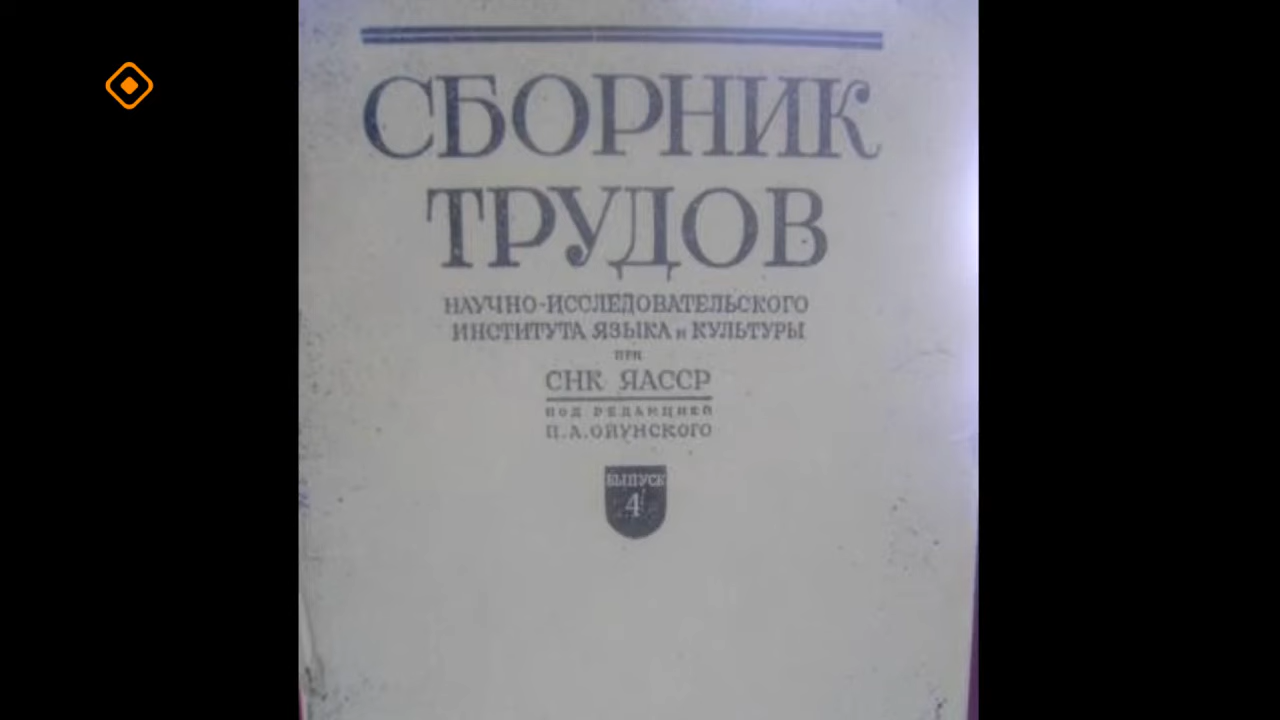 СБОРНИК
ТРУДОВ
НАУЧНО-ИССЛЕДОВАТЕЛЬСКОГО
ИНСТИТУТА ЯЗЫКА и КУЛЬТУРЫ
ПРИ
СНК ЯАССР
ПОД РЕДАКЦИЕЙ
П.А.ОЙУНСКОГО
ВЫПУСК
4